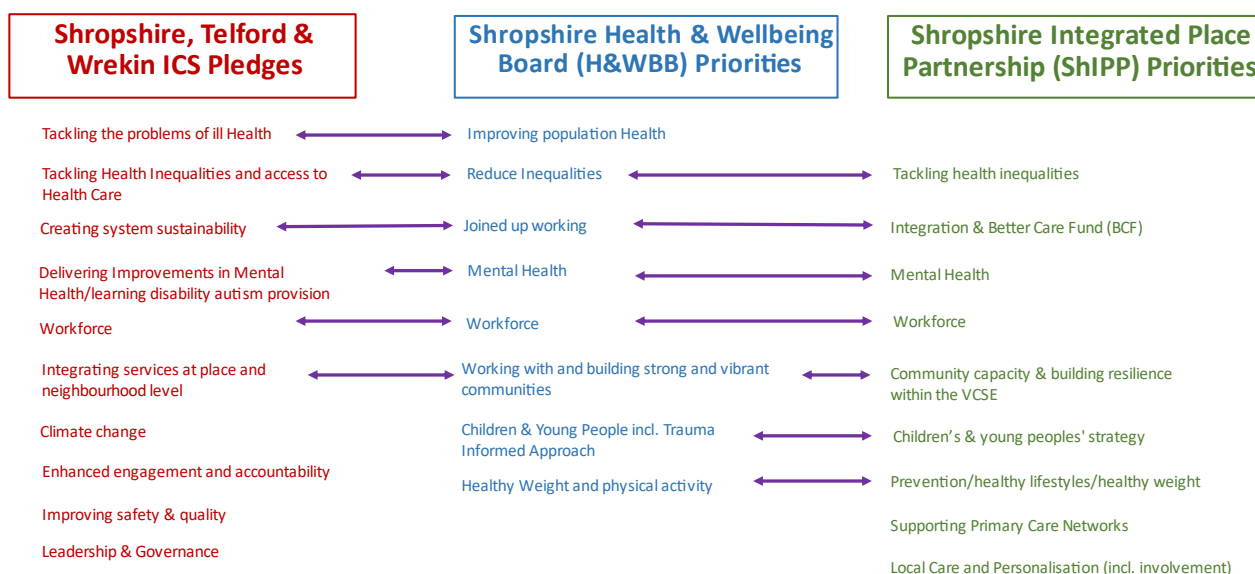 Shropshire, Telford &
Wrekin ICS Pledges
Shropshire Health & Wellbeing
Board (H&WBB) Priorities
Shropshire Integrated Place
Partnership (ShIPP) Priorities
Tackling the problems of ill Health
Improving population Health
Tackling Health Inequalities and access to
Health Care
Reduce Inequalities
Tackling health inequalities
Creating system sustainability
Joined up working
Integration & Better Care Fund (BCF)
Delivering Improvements in Mental
Health/learning disability autism provision
Mental Health
Mental Health
Workforce
Workforce
Workforce
Integrating services at place and
neighbourhood level
Working with and building strong and vibrant
communities
Community capacity & building resilience
within the VCSE
Climate change
Children & Young People incl. Trauma
Informed Approach
Children’s & young peoples' strategy
Enhanced engagement and accountability
Healthy Weight and physical activity
Prevention/healthy lifestyles/healthy weight
Improving safety & quality
Supporting Primary Care Networks
Leadership & Governance
Local Care and Personalisation (incl. involvement)